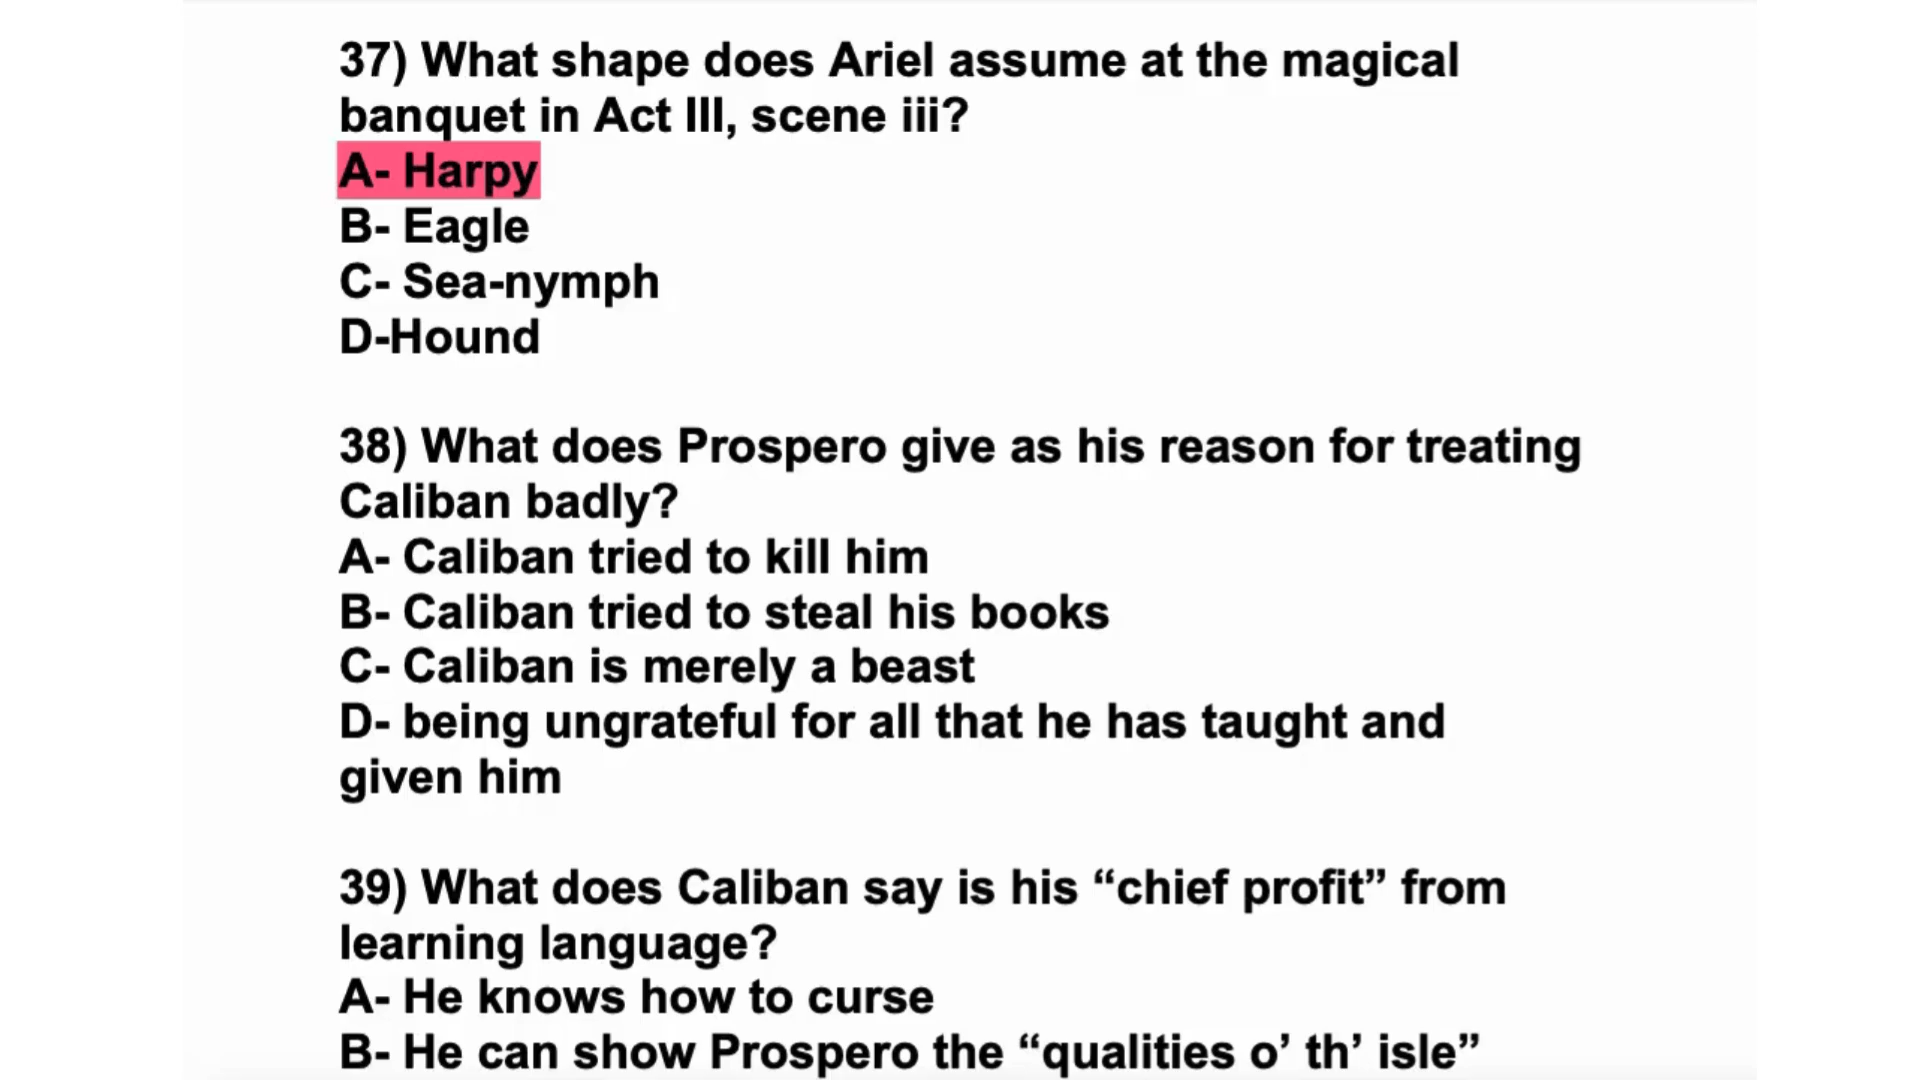 37) What shape does Ariel assume at the magical
banquet in Act III, scene iii?
A- Harpy
B- Eagle
C- Sea-nymph
D-Hound
38) What does Prospero give as his reason for treating
Caliban badly?
A- Caliban tried to kill him
B- Caliban tried to steal his books
C- Caliban is merely a beast
D- being ungrateful for all that he has taught and
given him
39) What does Caliban say is his “chief profit” from
learning language?
A- He knows how to curse
B- He can show Prospero the “qualities o’ th’ isle”